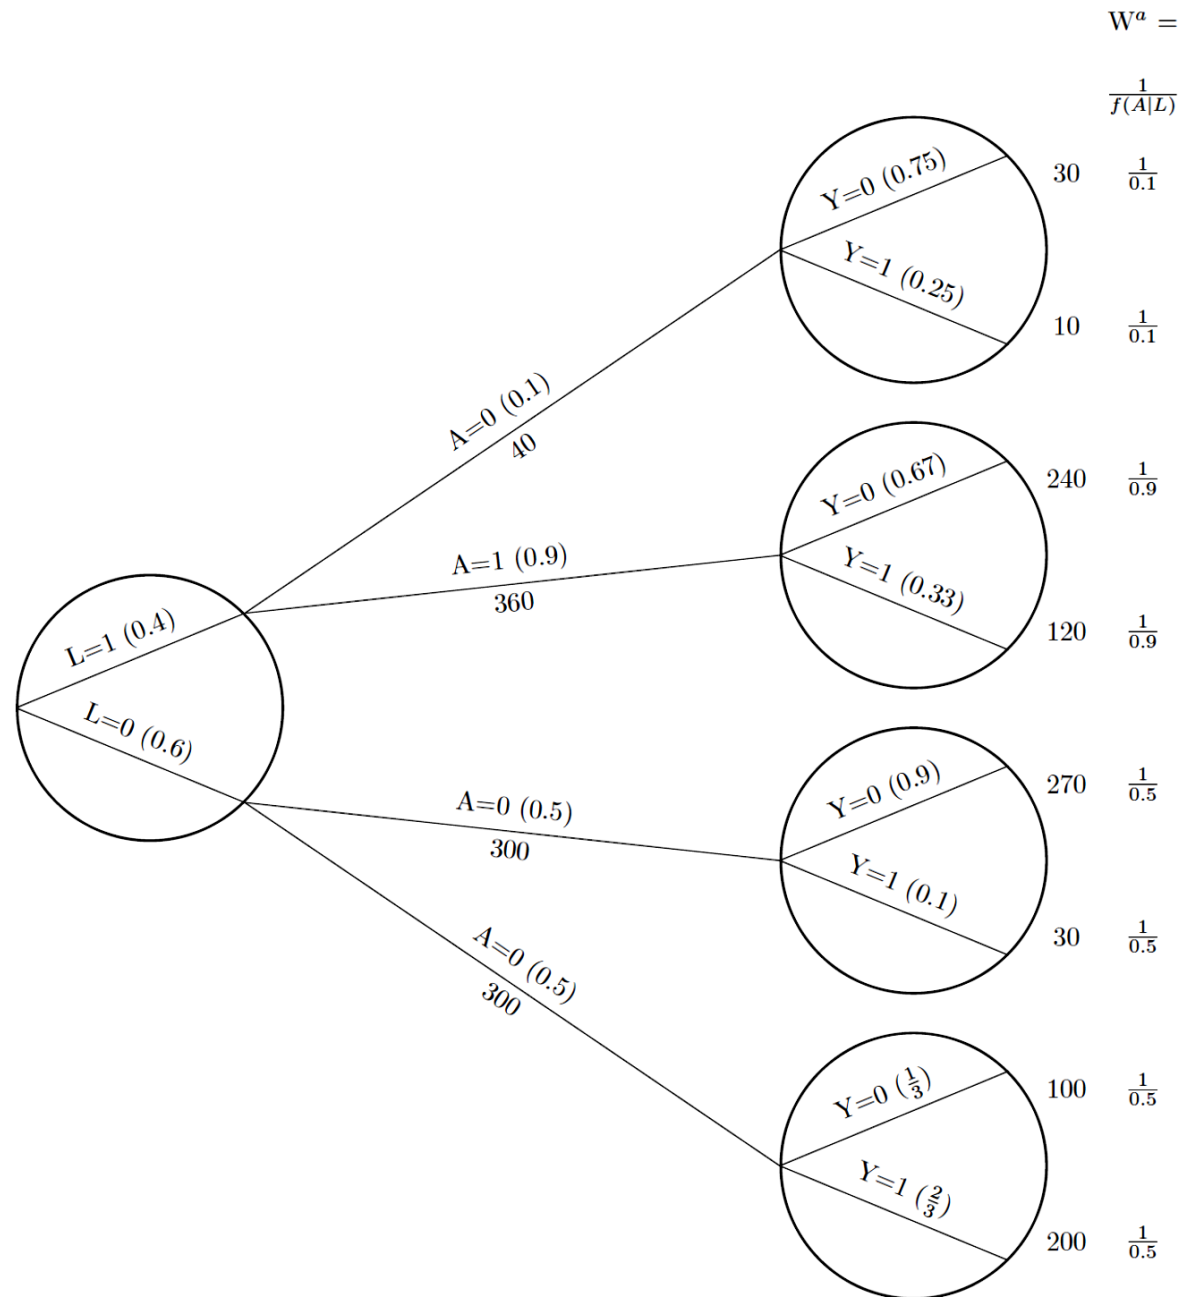 Wᵃ =
1/f(A|L)
Y=0 (0.75)
30
1/0.1
Y=1 (0.25)
10
1/0.1
A=0 (0.1)
40
Y=0 (0.67)
240
1/0.9
A=1 (0.9)
360
Y=1 (0.33)
120
1/0.9
L=1 (0.4)
L=0 (0.6)
Y=0 (0.9)
270
1/0.5
A=0 (0.5)
300
Y=1 (0.1)
30
1/0.5
A=0 (0.5)
300
Y=0 (1/3)
100
1/0.5
Y=1 (2/3)
200
1/0.5